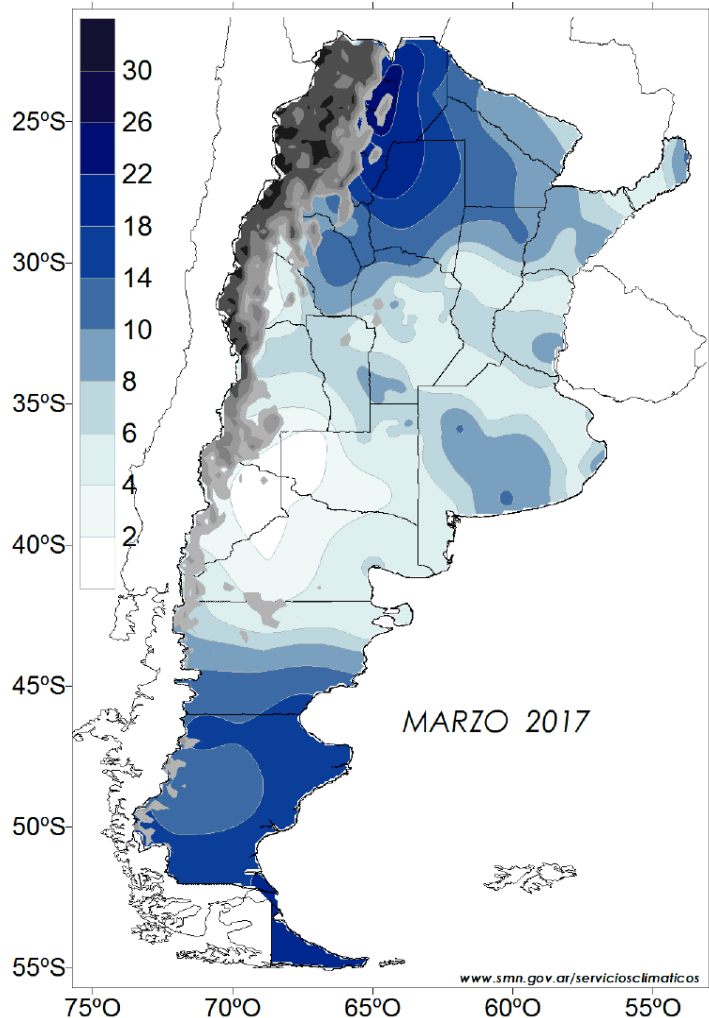 30
26
22
18
14
10
8
6
4
2
25ºS
30ºS
35ºS
40ºS
45ºS
50ºS
55ºS
MARZO 2017
www.smn.gov.ar/serviciosclimaticos
75ºO 70ºO 65ºO 60ºO 55ºO